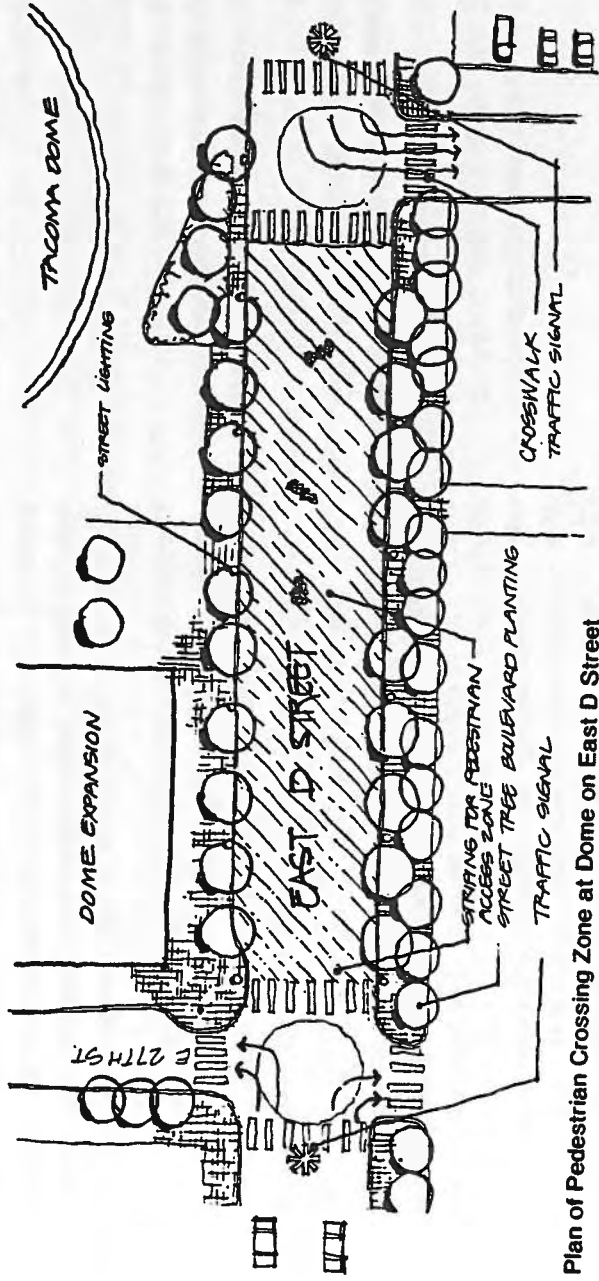 TACOMA DOME
STREET LIGHTING
DOME EXPANSION
E 27TH ST.
EAST D STREET
CROSSWALK
TRAFFIC SIGNAL
STRIPING FOR PEDESTRIAN
ACCESS ZONE
STREET TREE BOULEVARD PLANTING
TRAFFIC SIGNAL
Plan of Pedestrian Crossing Zone at Dome on East D Street